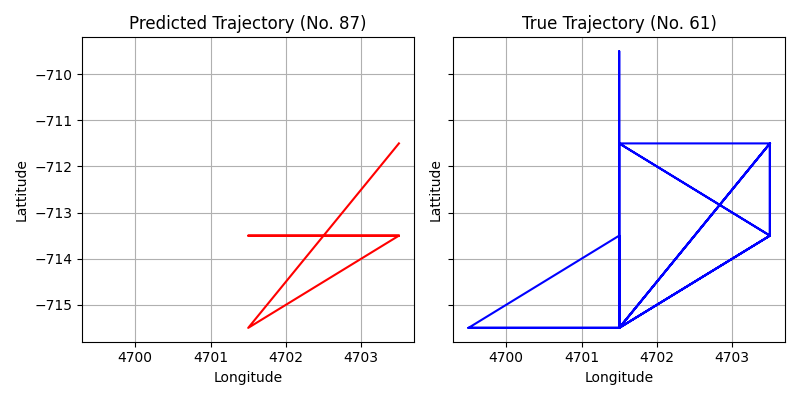 Predicted Trajectory (No. 87)
True Trajectory (No. 61)
−710
−711
−712
−713
−714
−715
Lattitude
Lattitude
4700 4701 4702 4703
4700 4701 4702 4703
Longitude
Longitude